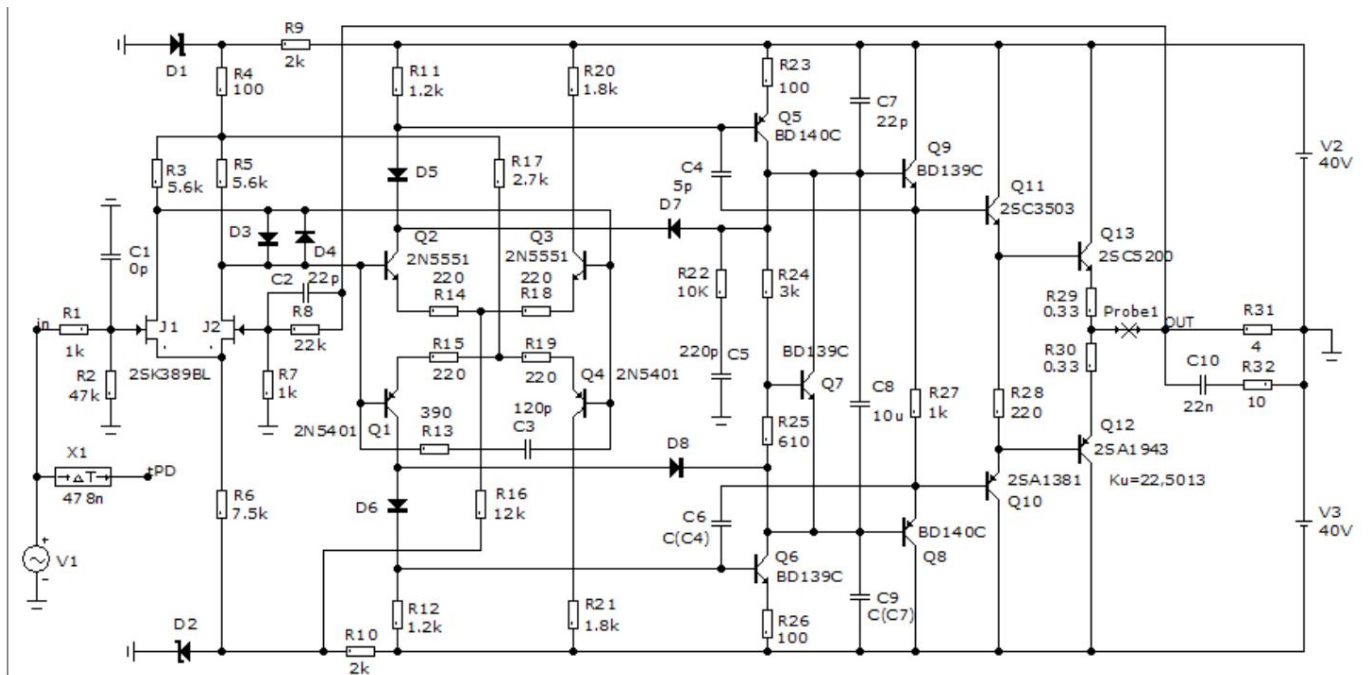 R9
2k
D1
R4
100
R11
1.2k
R20
1.8k
R23
100
C7
22p
Q5
BD140C
V2
40V
R3
5.6k
R5
5.6k
R17
2.7k
D5
C4
5p
Q9
BD139C
Q11
2SC3503
D7
D3
D4
Q2
2N5551
220
Q3
2N5551
220
Q13
2SC5200
C1
0p
C2
22p
R14
R18
R22
10K
R24
3k
R29
0.33
Probe1
OUT
R31
4
in
R1
1k
J1
J2
R8
22k
2SK389BL
R2
47k
R7
1k
R15
220
R19
220
Q4
2N5401
220p
C5
BD139C
Q7
C8
10u
R27
1k
R28
220
R30
0.33
C10
22n
R32
10
390
R13
120p
C3
2N5401
Q1
R25
610
Q12
2SA1943
X1
ΔT
tPD
478n
D8
2SA1381
Q10
Ku=22,5013
R6
7.5k
D6
R16
12k
C6
C(C4)
BD140C
Q8
V3
40V
V1
+
-
Q6
BD139C
C9
C(C7)
R12
1.2k
R21
1.8k
R26
100
D2
R10
2k